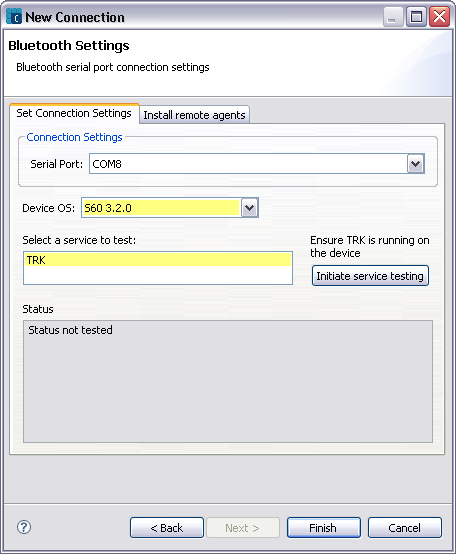 New Connection
Bluetooth Settings
Bluetooth serial port connection settings
Set Connection Settings
Install remote agents
Connection Settings
Serial Port: COM8
Device OS: S60 3.2.0
Select a service to test:
TRK
Ensure TRK is running on
the device
Initiate service testing
Status
Status not tested
?
< Back
Next >
Finish
Cancel